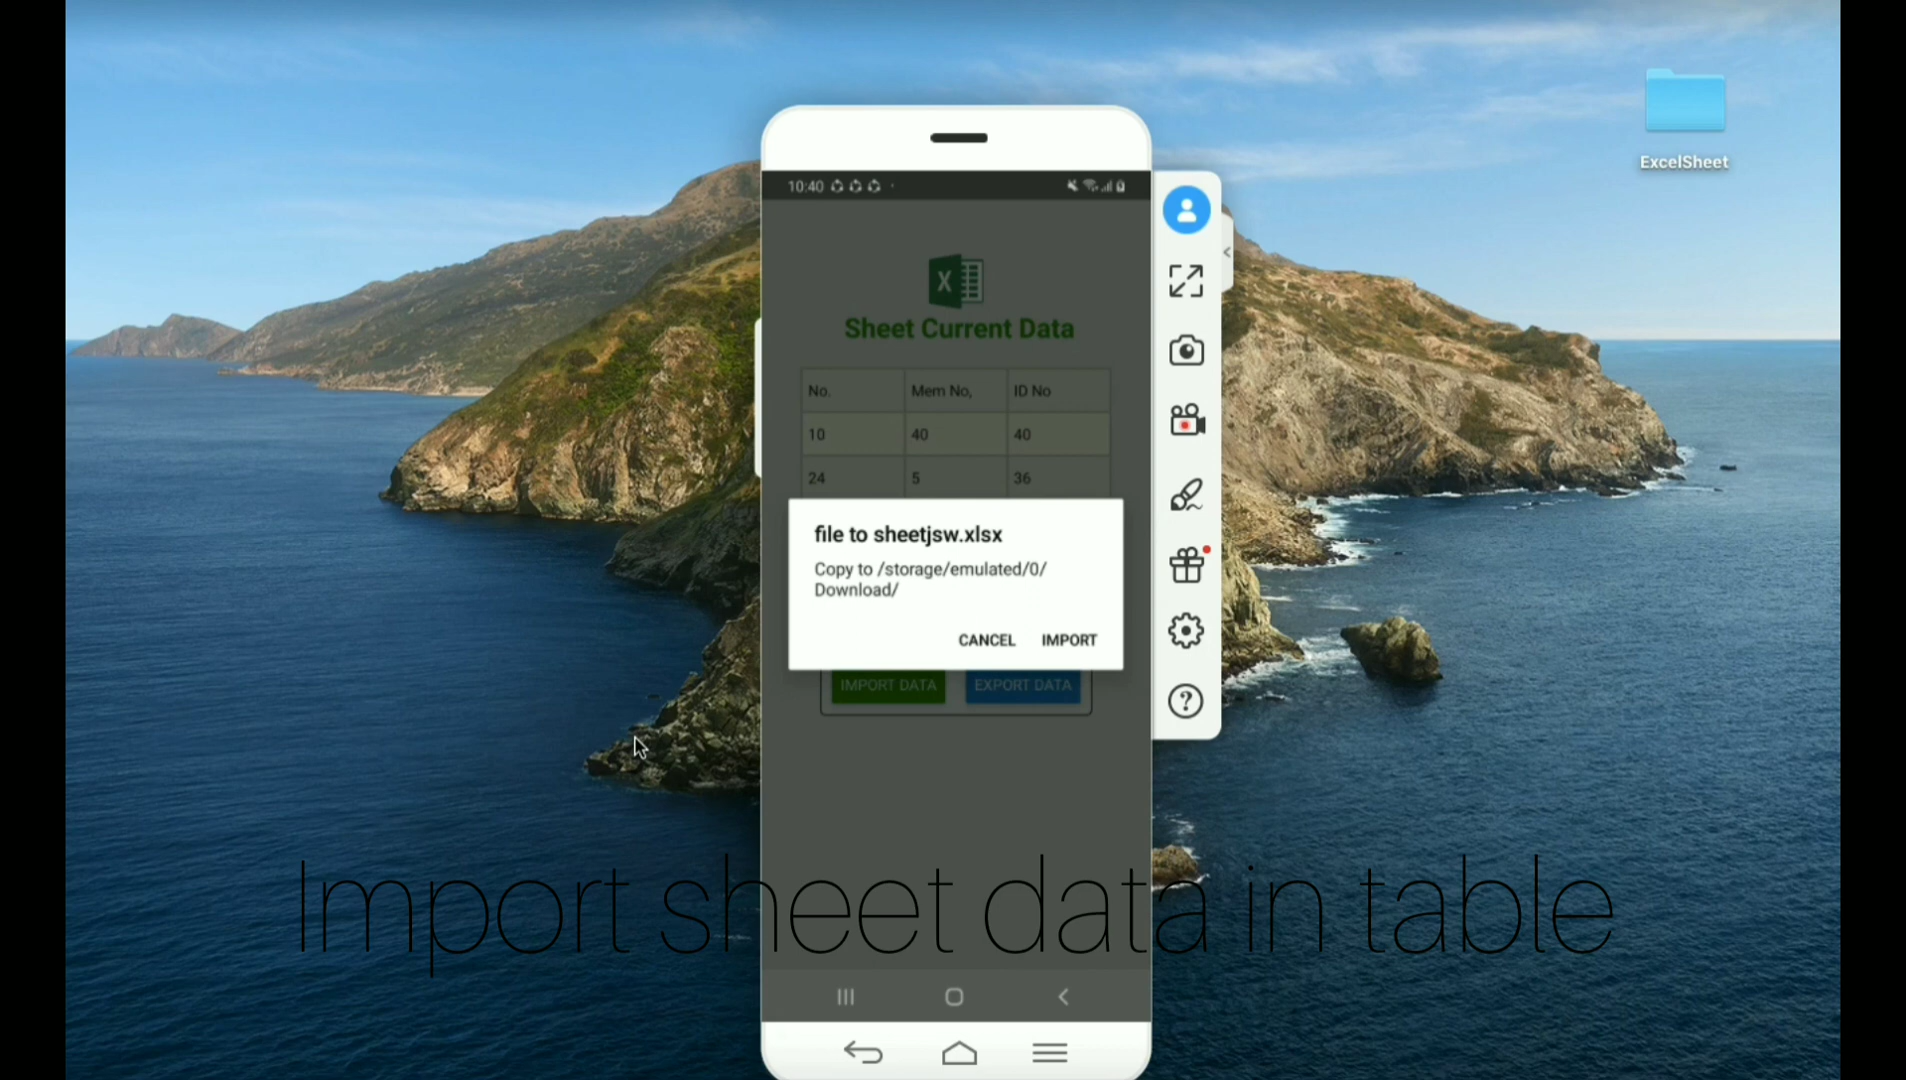 ExcelSheet
10:40
X
Sheet Current Data
No. Mem No, ID No
10 40 40
24 5 36
file to sheetjsw.xlsx
Copy to /storage/emulated/0/
Download/
CANCEL IMPORT
IMPORT DATA EXPORT DATA
Import sheet data in table